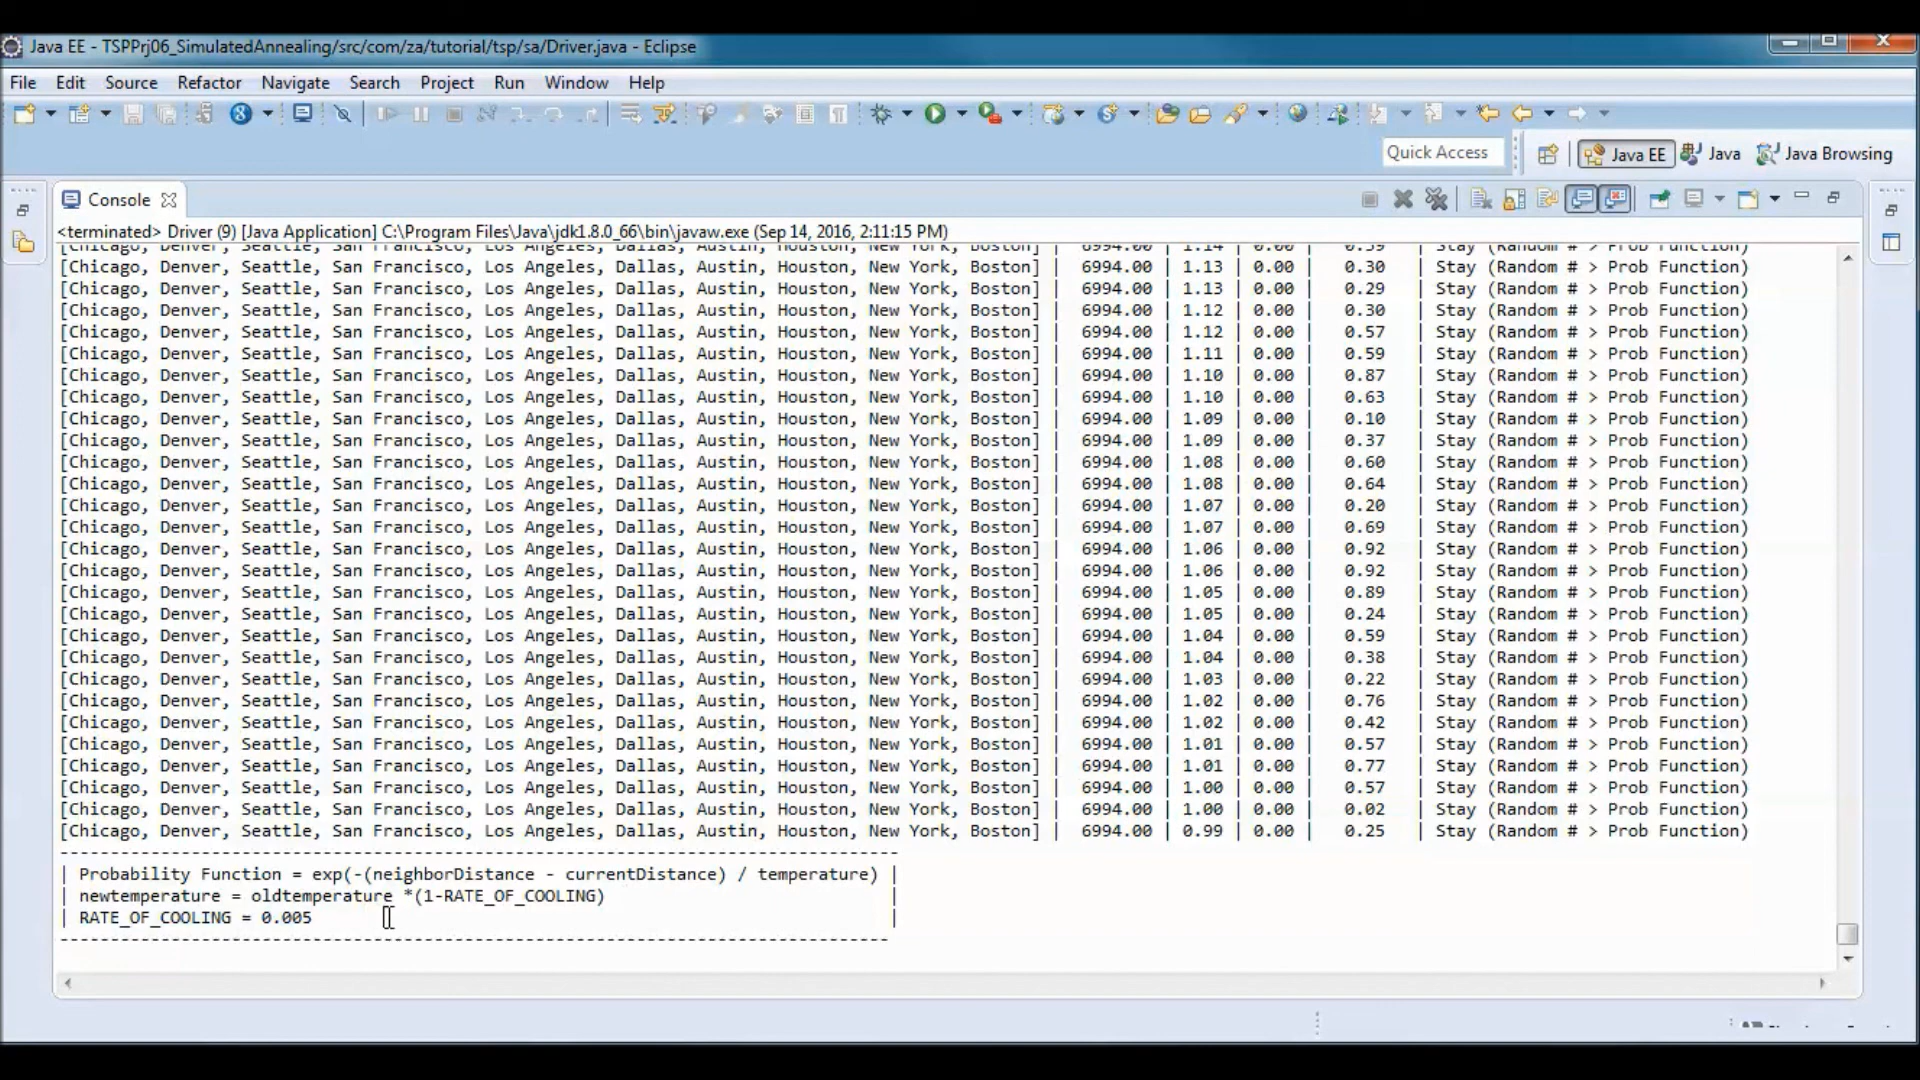 Java EE - TSPPrj06_SimulatedAnnealing/src/com/za/tutorial/tsp/sa/Driver.java - Eclipse
File Edit Source Refactor Navigate Search Project Run Window Help
Quick Access Java EE Java Java Browsing
Console
<terminated> Driver (9) [Java Application] C:\Program Files\Java\jdk1.8.0_66\bin\javaw.exe (Sep 14, 2016, 2:11:15 PM)
[Chicago, Denver, Seattle, San Francisco, Los Angeles, Dallas, Austin, Houston, New York, Boston] | 6994.00 | 1.14 | 0.00 | 0.39 | Stay (Random # > Prob Function)
[Chicago, Denver, Seattle, San Francisco, Los Angeles, Dallas, Austin, Houston, New York, Boston] | 6994.00 | 1.13 | 0.00 | 0.30 | Stay (Random # > Prob Function)
[Chicago, Denver, Seattle, San Francisco, Los Angeles, Dallas, Austin, Houston, New York, Boston] | 6994.00 | 1.13 | 0.00 | 0.29 | Stay (Random # > Prob Function)
[Chicago, Denver, Seattle, San Francisco, Los Angeles, Dallas, Austin, Houston, New York, Boston] | 6994.00 | 1.12 | 0.00 | 0.30 | Stay (Random # > Prob Function)
[Chicago, Denver, Seattle, San Francisco, Los Angeles, Dallas, Austin, Houston, New York, Boston] | 6994.00 | 1.12 | 0.00 | 0.57 | Stay (Random # > Prob Function)
[Chicago, Denver, Seattle, San Francisco, Los Angeles, Dallas, Austin, Houston, New York, Boston] | 6994.00 | 1.11 | 0.00 | 0.59 | Stay (Random # > Prob Function)
[Chicago, Denver, Seattle, San Francisco, Los Angeles, Dallas, Austin, Houston, New York, Boston] | 6994.00 | 1.10 | 0.00 | 0.87 | Stay (Random # > Prob Function)
[Chicago, Denver, Seattle, San Francisco, Los Angeles, Dallas, Austin, Houston, New York, Boston] | 6994.00 | 1.10 | 0.00 | 0.63 | Stay (Random # > Prob Function)
[Chicago, Denver, Seattle, San Francisco, Los Angeles, Dallas, Austin, Houston, New York, Boston] | 6994.00 | 1.09 | 0.00 | 0.10 | Stay (Random # > Prob Function)
[Chicago, Denver, Seattle, San Francisco, Los Angeles, Dallas, Austin, Houston, New York, Boston] | 6994.00 | 1.09 | 0.00 | 0.37 | Stay (Random # > Prob Function)
[Chicago, Denver, Seattle, San Francisco, Los Angeles, Dallas, Austin, Houston, New York, Boston] | 6994.00 | 1.08 | 0.00 | 0.60 | Stay (Random # > Prob Function)
[Chicago, Denver, Seattle, San Francisco, Los Angeles, Dallas, Austin, Houston, New York, Boston] | 6994.00 | 1.08 | 0.00 | 0.64 | Stay (Random # > Prob Function)
[Chicago, Denver, Seattle, San Francisco, Los Angeles, Dallas, Austin, Houston, New York, Boston] | 6994.00 | 1.07 | 0.00 | 0.20 | Stay (Random # > Prob Function)
[Chicago, Denver, Seattle, San Francisco, Los Angeles, Dallas, Austin, Houston, New York, Boston] | 6994.00 | 1.07 | 0.00 | 0.69 | Stay (Random # > Prob Function)
[Chicago, Denver, Seattle, San Francisco, Los Angeles, Dallas, Austin, Houston, New York, Boston] | 6994.00 | 1.06 | 0.00 | 0.92 | Stay (Random # > Prob Function)
[Chicago, Denver, Seattle, San Francisco, Los Angeles, Dallas, Austin, Houston, New York, Boston] | 6994.00 | 1.06 | 0.00 | 0.92 | Stay (Random # > Prob Function)
[Chicago, Denver, Seattle, San Francisco, Los Angeles, Dallas, Austin, Houston, New York, Boston] | 6994.00 | 1.05 | 0.00 | 0.89 | Stay (Random # > Prob Function)
[Chicago, Denver, Seattle, San Francisco, Los Angeles, Dallas, Austin, Houston, New York, Boston] | 6994.00 | 1.05 | 0.00 | 0.24 | Stay (Random # > Prob Function)
[Chicago, Denver, Seattle, San Francisco, Los Angeles, Dallas, Austin, Houston, New York, Boston] | 6994.00 | 1.04 | 0.00 | 0.59 | Stay (Random # > Prob Function)
[Chicago, Denver, Seattle, San Francisco, Los Angeles, Dallas, Austin, Houston, New York, Boston] | 6994.00 | 1.04 | 0.00 | 0.38 | Stay (Random # > Prob Function)
[Chicago, Denver, Seattle, San Francisco, Los Angeles, Dallas, Austin, Houston, New York, Boston] | 6994.00 | 1.03 | 0.00 | 0.22 | Stay (Random # > Prob Function)
[Chicago, Denver, Seattle, San Francisco, Los Angeles, Dallas, Austin, Houston, New York, Boston] | 6994.00 | 1.02 | 0.00 | 0.76 | Stay (Random # > Prob Function)
[Chicago, Denver, Seattle, San Francisco, Los Angeles, Dallas, Austin, Houston, New York, Boston] | 6994.00 | 1.02 | 0.00 | 0.42 | Stay (Random # > Prob Function)
[Chicago, Denver, Seattle, San Francisco, Los Angeles, Dallas, Austin, Houston, New York, Boston] | 6994.00 | 1.01 | 0.00 | 0.57 | Stay (Random # > Prob Function)
[Chicago, Denver, Seattle, San Francisco, Los Angeles, Dallas, Austin, Houston, New York, Boston] | 6994.00 | 1.01 | 0.00 | 0.77 | Stay (Random # > Prob Function)
[Chicago, Denver, Seattle, San Francisco, Los Angeles, Dallas, Austin, Houston, New York, Boston] | 6994.00 | 1.00 | 0.00 | 0.57 | Stay (Random # > Prob Function)
[Chicago, Denver, Seattle, San Francisco, Los Angeles, Dallas, Austin, Houston, New York, Boston] | 6994.00 | 1.00 | 0.00 | 0.02 | Stay (Random # > Prob Function)
[Chicago, Denver, Seattle, San Francisco, Los Angeles, Dallas, Austin, Houston, New York, Boston] | 6994.00 | 0.99 | 0.00 | 0.25 | Stay (Random # > Prob Function)
| Probability Function = exp(-(neighborDistance - currentDistance) / temperature) |
| newtemperature = oldtemperature *(1-RATE_OF_COOLING) |
| RATE_OF_COOLING = 0.005 |